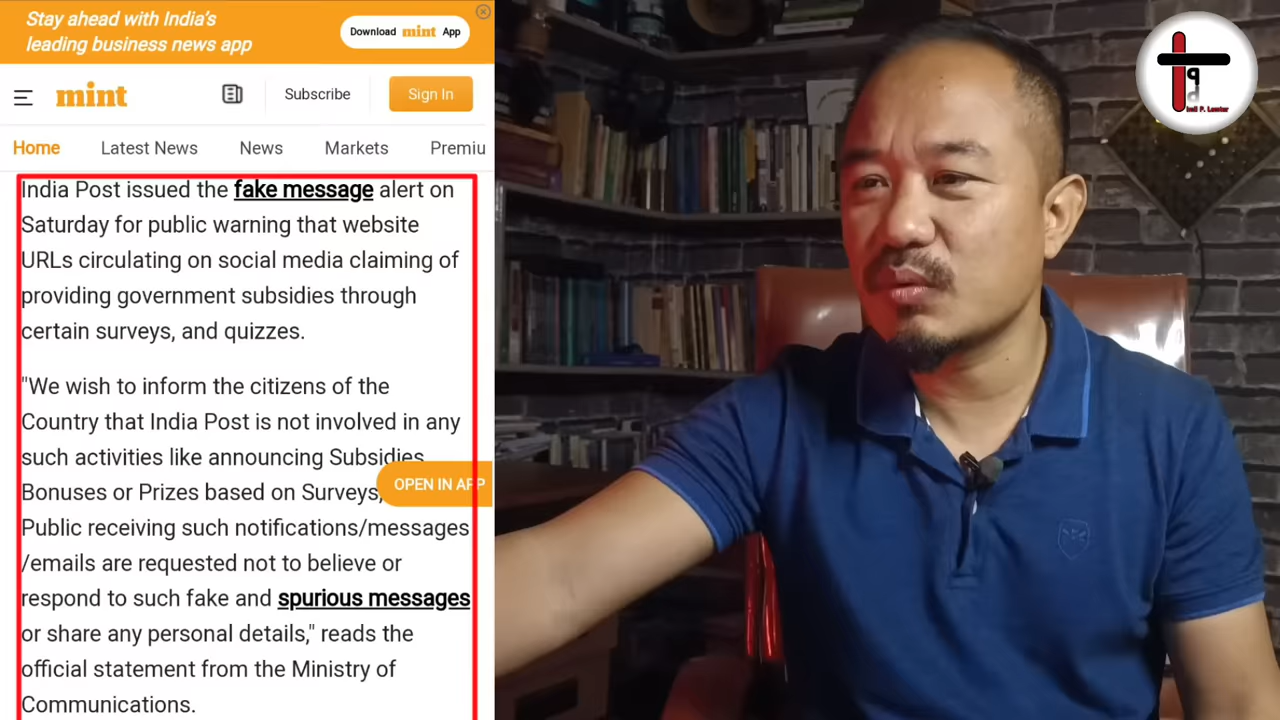 Stay ahead with India's
leading business news app
Download mint App
mint
Subscribe
Sign In
Home
Latest News
News
Markets
Premiu
India Post issued the fake message alert on
Saturday for public warning that website
URLs circulating on social media claiming of
providing government subsidies through
certain surveys, and quizzes.
"We wish to inform the citizens of the
Country that India Post is not involved in any
such activities like announcing Subsidies
Bonuses or Prizes based on Surveys,
OPEN IN APP
Public receiving such notifications/messages
/emails are requested not to believe or
respond to such fake and spurious messages
or share any personal details," reads the
official statement from the Ministry of
Communications.